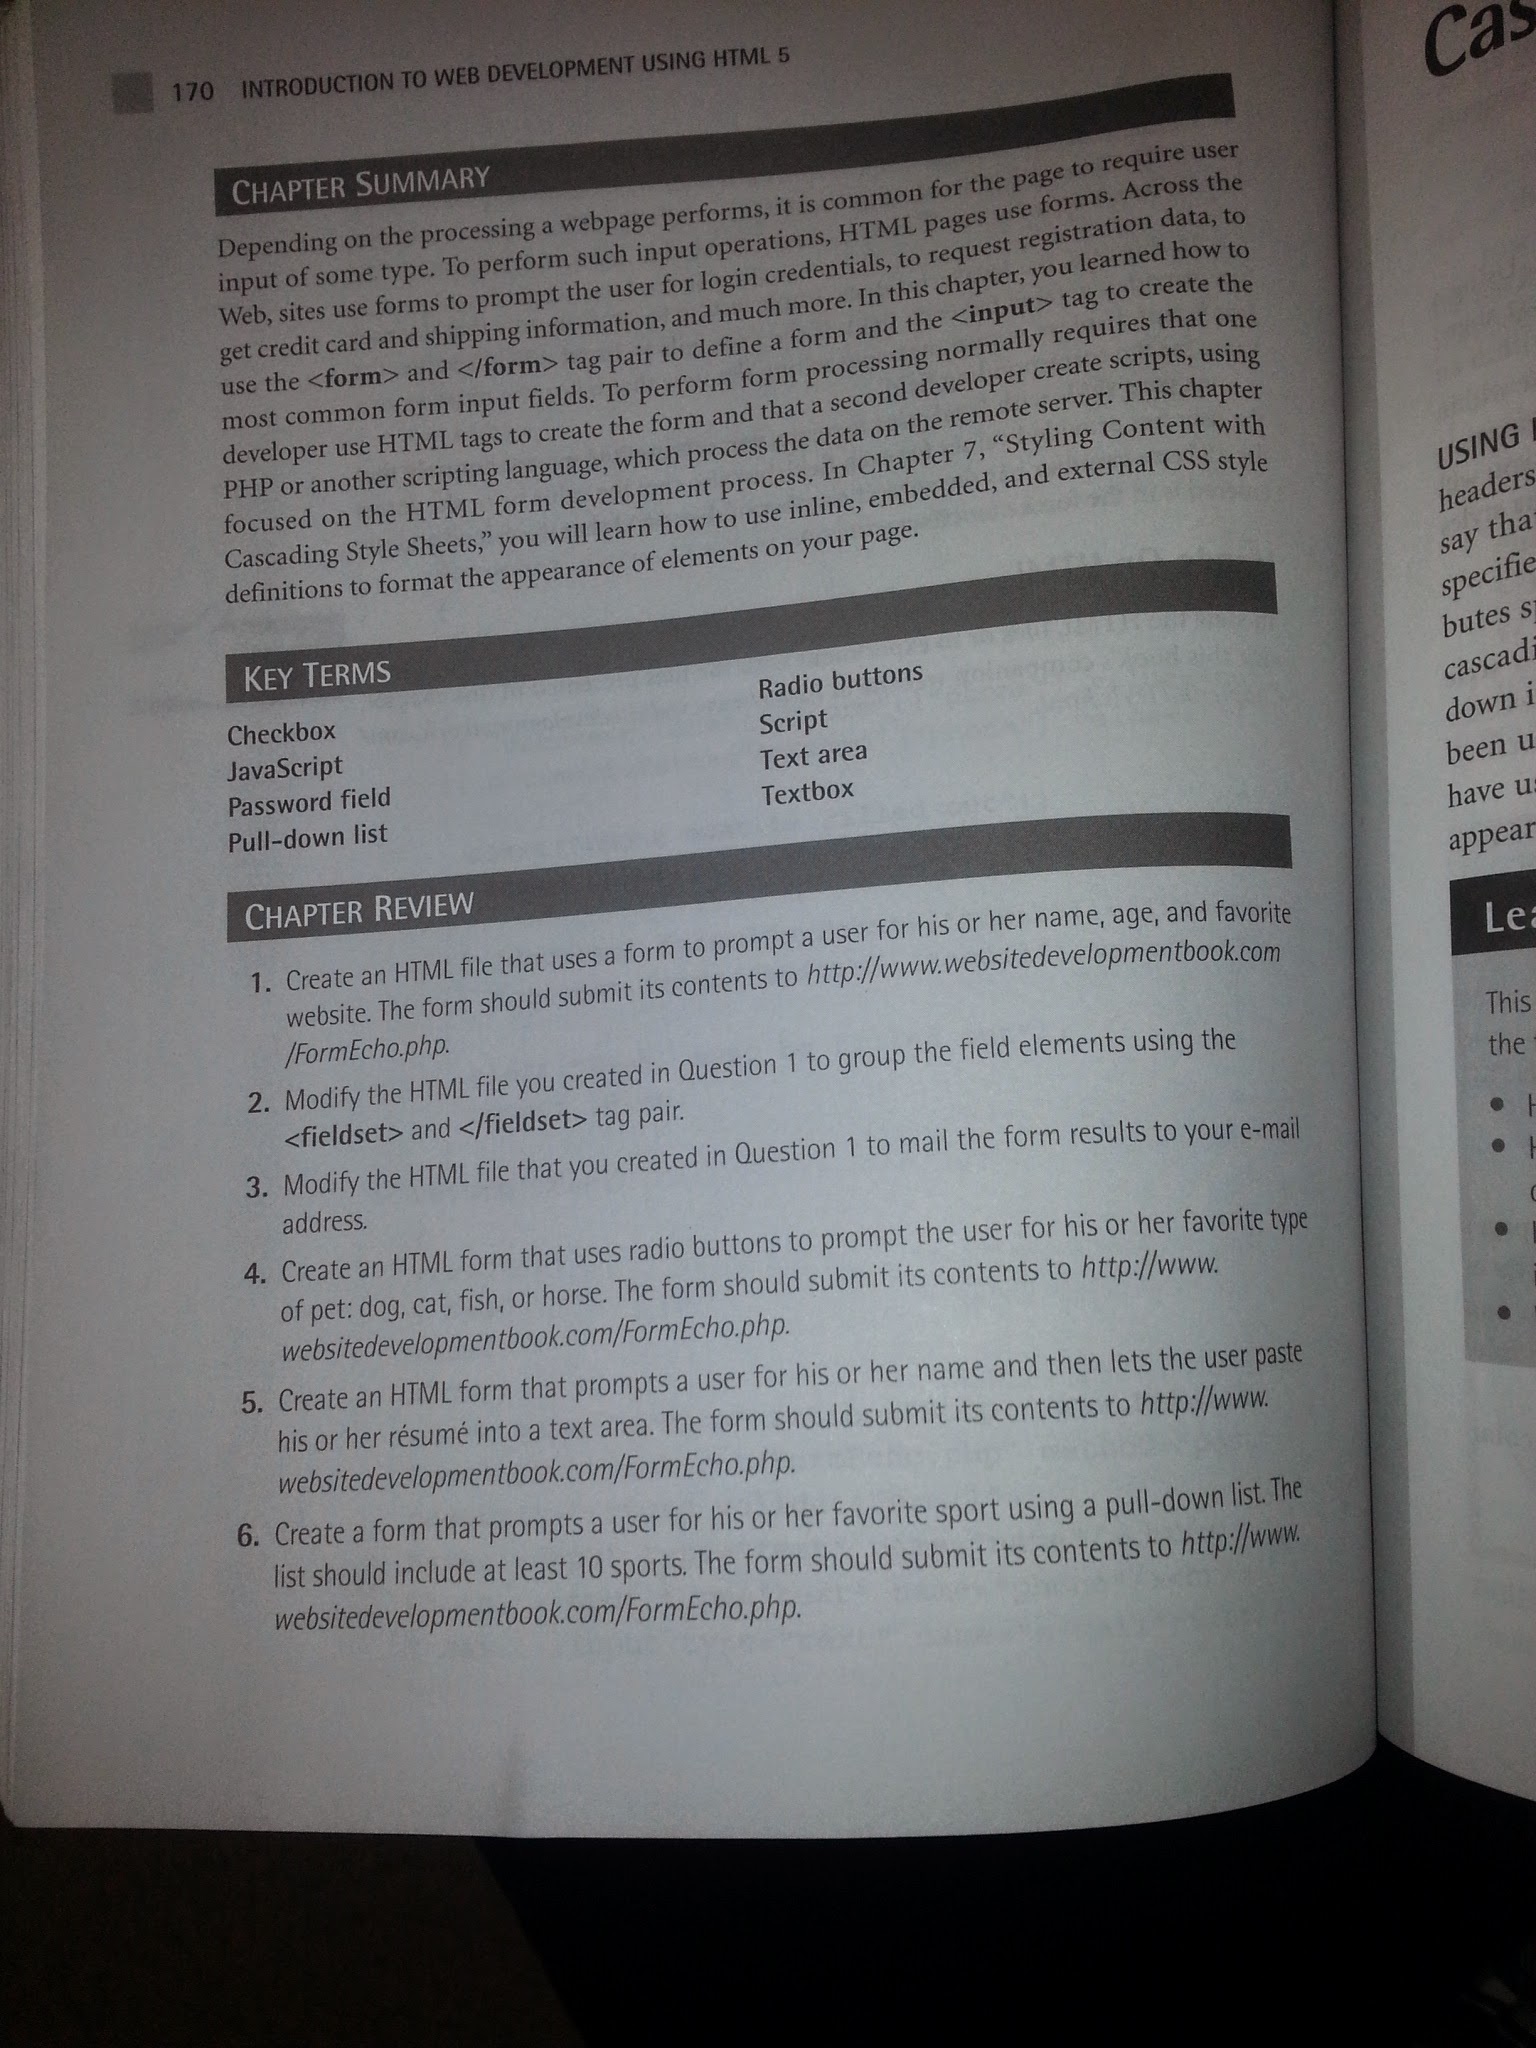 170 INTRODUCTION TO WEB DEVELOPMENT USING HTML 5
CHAPTER SUMMARY
Depending on the processing a webpage performs, it is common for the page to require user
input of some type. To perform such input operations, HTML pages use forms. Across the
Web, sites use forms to prompt the user for login credentials, to request registration data, to
get credit card and shipping information, and much more. In this chapter, you learned how to
use the <form> and </form> tag pair to define a form and the <input> tag to create the
most common form input fields. To perform form processing normally requires that one
developer use HTML tags to create the form and that a second developer create scripts, using
PHP or another scripting language, which process the data on the remote server. This chapter
focused on the HTML form development process. In Chapter 7, “Styling Content with
Cascading Style Sheets,” you will learn how to use inline, embedded, and external CSS style
definitions to format the appearance of elements on your page.
KEY TERMS
Checkbox
JavaScript
Password field
Pull-down list
Radio buttons
Script
Text area
Textbox
CHAPTER REVIEW
1. Create an HTML file that uses a form to prompt a user for his or her name, age, and favorite
website. The form should submit its contents to http://www.websitedevelopmentbook.com
/FormEcho.php.
2. Modify the HTML file you created in Question 1 to group the field elements using the
<fieldset> and </fieldset> tag pair.
3. Modify the HTML file that you created in Question 1 to mail the form results to your e-mail
address.
4. Create an HTML form that uses radio buttons to prompt the user for his or her favorite type
of pet: dog, cat, fish, or horse. The form should submit its contents to http://www.
websitedevelopmentbook.com/FormEcho.php.
5. Create an HTML form that prompts a user for his or her name and then lets the user paste
his or her résumé into a text area. The form should submit its contents to http://www.
websitedevelopmentbook.com/FormEcho.php.
6. Create a form that prompts a user for his or her favorite sport using a pull-down list. The
list should include at least 10 sports. The form should submit its contents to http://www.
websitedevelopmentbook.com/FormEcho.php.
Cas
USING
headers
say tha
specifie
butes
cascadi
down i
been u
have u
appear
Lea
This
the